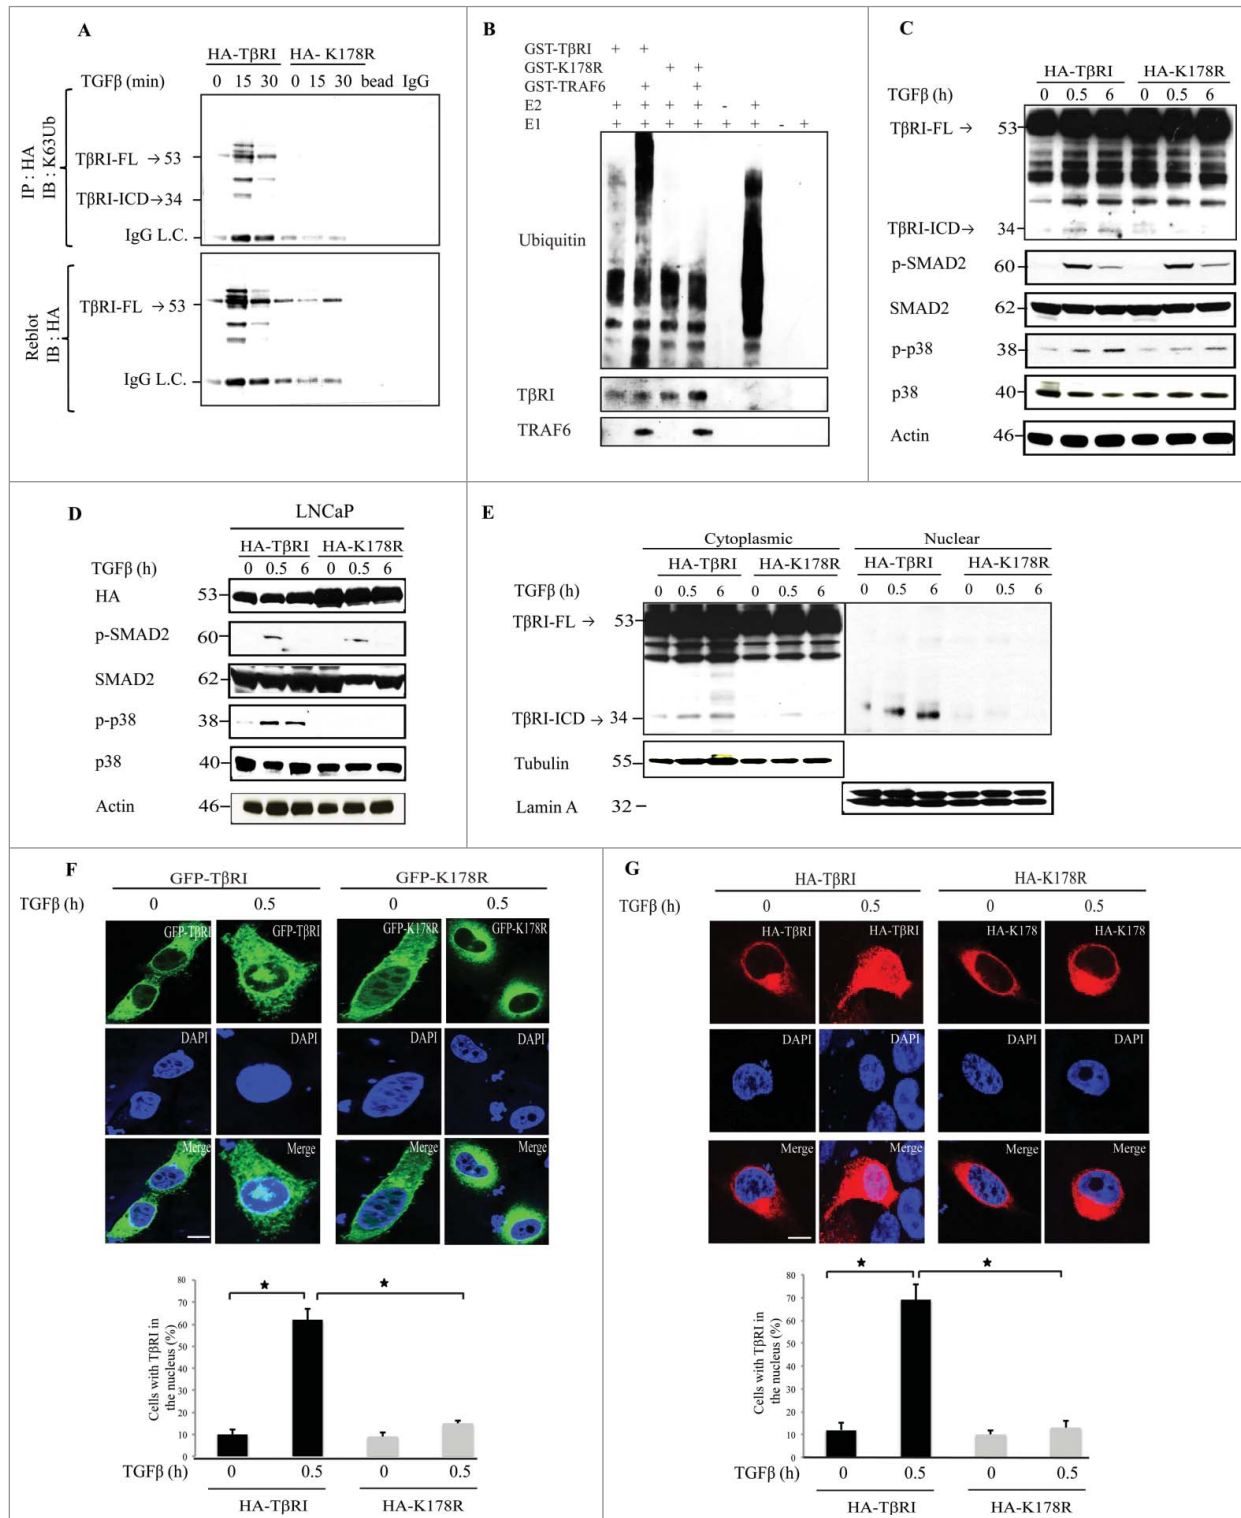 A
HA-TβRI HA- K178R
TGFβ (min) 0 15 30 0 15 30 bead IgG
IP : HA
IB : K63Ub
TβRI-FL → 53
TβRI-ICD→ 34
IgG L.C.
Reblot
IB : HA
TβRI-FL → 53
IgG L.C.
B
GST-TβRI + +
GST-K178R + +
GST-TRAF6 + +
E2 + + + + - +
E1 + + + + + + - +
Ubiquitin
TβRI
TRAF6
C
HA-TβRI HA-K178R
TGFβ (h) 0 0.5 6 0 0.5 6
TβRI-FL → 53
TβRI-ICD→ 34
p-SMAD2 60
SMAD2 62
p-p38 38
p38 40
Actin 46
D
LNCaP
HA-TβRI HA-K178R
TGFβ (h) 0 0.5 6 0 0.5 6
HA 53
p-SMAD2 60
SMAD2 62
p-p38 38
p38 40
Actin 46
E
Cytoplasmic Nuclear
HA-TβRI HA-K178R HA-TβRI HA-K178R
TGFβ (h) 0 0.5 6 0 0.5 6 0 0.5 6 0 0.5 6
TβRI-FL → 53
TβRI-ICD → 34
Tubulin 55
Lamin A 32
F
GFP-TβRI GFP-K178R
TGFβ (h) 0 0.5 0 0.5
GFP-TβRI GFP-TβRI GFP-K178R GFP-K178R
DAPI DAPI DAPI DAPI
Merge Merge Merge Merge
Cells with TβRI in
the nucleus (%)
80
70
60
50
40
30
20
10
0
★ ★
TGFβ (h) 0 0.5 0 0.5
HA-TβRI HA-K178R
G
HA-TβRI HA-K178R
TGFβ (h) 0 0.5 0 0.5
HA-TβRI HA-TβRI HA-K178 HA-K178
DAPI DAPI DAPI DAPI
Merge Merge Merge Merge
Cells with TβRI in
the nucleus (%)
80
70
60
50
40
30
20
10
0
★ ★
TGFβ (h) 0 0.5 0 0.5
HA-TβRI HA-K178R